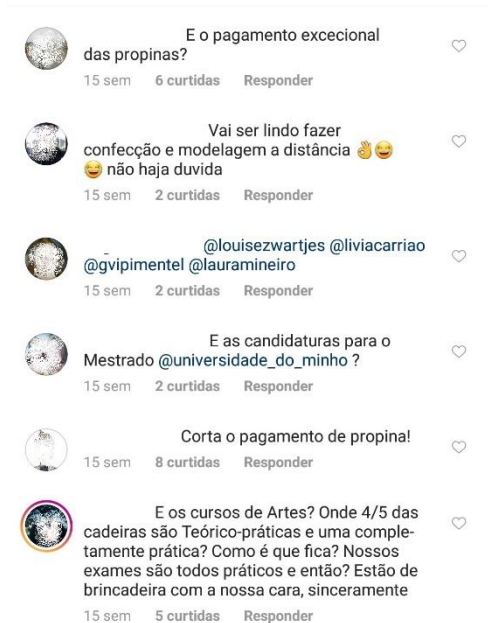 E o pagamento excecional
das propinas?
15 sem 6 curtidas Responder
Vai ser lindo fazer
confecção e modelagem a distância 👌😂
😂 não haja duvida
15 sem 2 curtidas Responder
@louisezwartjes @liviacarriao
@gvipimentel @lauramineiro
15 sem 2 curtidas Responder
E as candidaturas para o
Mestrado @universidade_do_minho ?
15 sem 2 curtidas Responder
Corta o pagamento de propina!
15 sem 8 curtidas Responder
E os cursos de Artes? Onde 4/5 das
cadeiras são Teórico-práticas e uma comple-
tamente prática? Como é que fica? Nossos
exames são todos práticos e então? Estão de
brincadeira com a nossa cara, sinceramente
15 sem 5 curtidas Responder